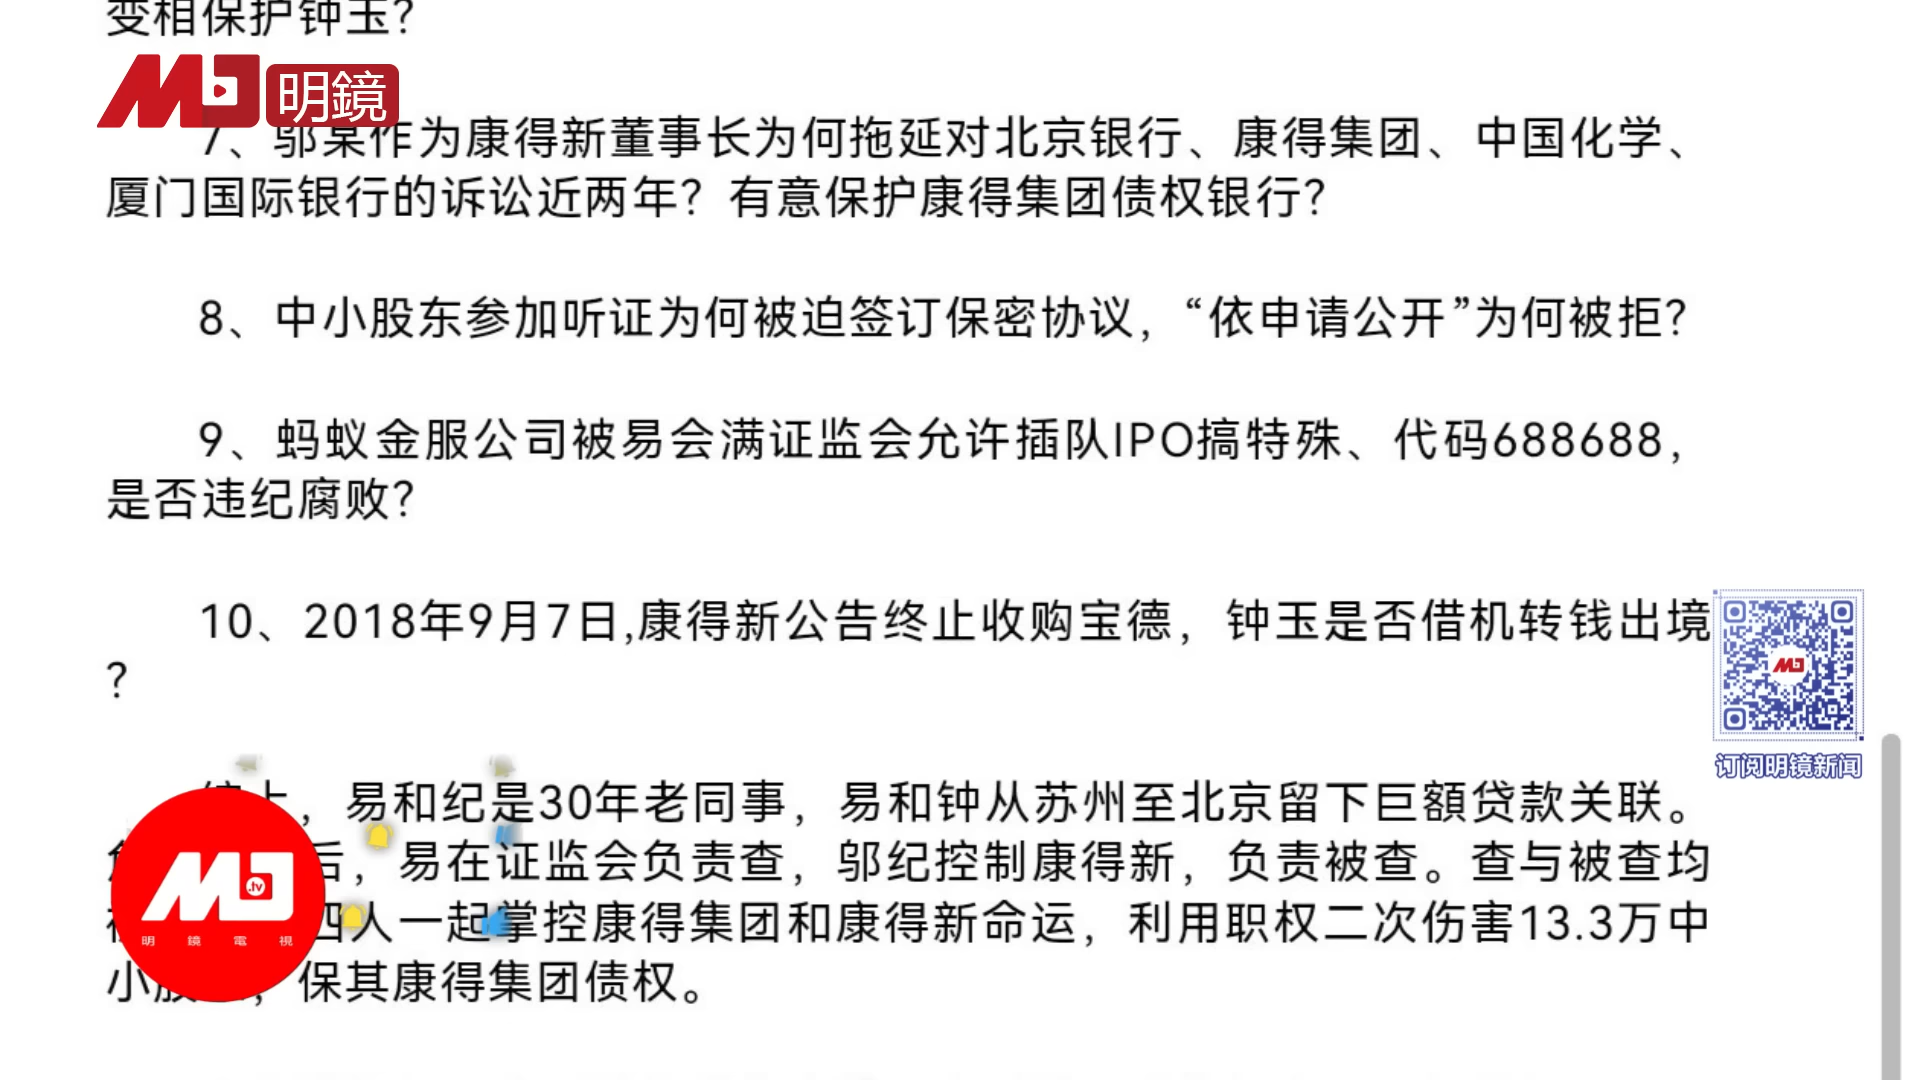 变相保护钟玉？
明鏡
7、邬某作为康得新董事长为何拖延对北京银行、康得集团、中国化学、
厦门国际银行的诉讼近两年？有意保护康得集团债权银行？
8、中小股东参加听证为何被迫签订保密协议，“依申请公开”为何被拒？
9、蚂蚁金服公司被易会满证监会允许插队IPO搞特殊、代码688688，
是否违纪腐败？
10、2018年9月7日,康得新公告终止收购宝德，钟玉是否借机转钱出境
？
订阅明镜新闻
综上，易和纪是30年老同事，易和钟从苏州至北京留下巨額贷款关联。
后，易在证监会负责查，邬纪控制康得新，负责被查。查与被查均
四人一起掌控康得集团和康得新命运，利用职权二次伤害13.3万中
小股，保其康得集团债权。
.tv
明鏡電視